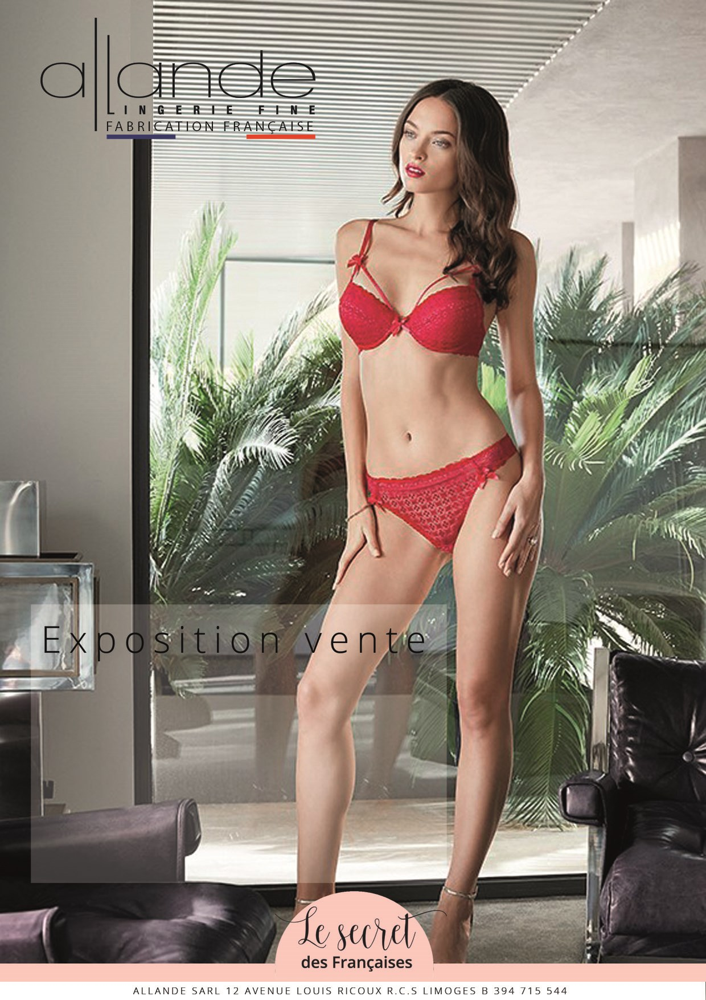 allande
LINGERIE FINE
FABRICATION FRANÇAISE
Exposition vente
Le secret
des Françaises
ALLANDE SARL 12 AVENUE LOUIS RICOUX R.C.S LIMOGES B 394 715 544